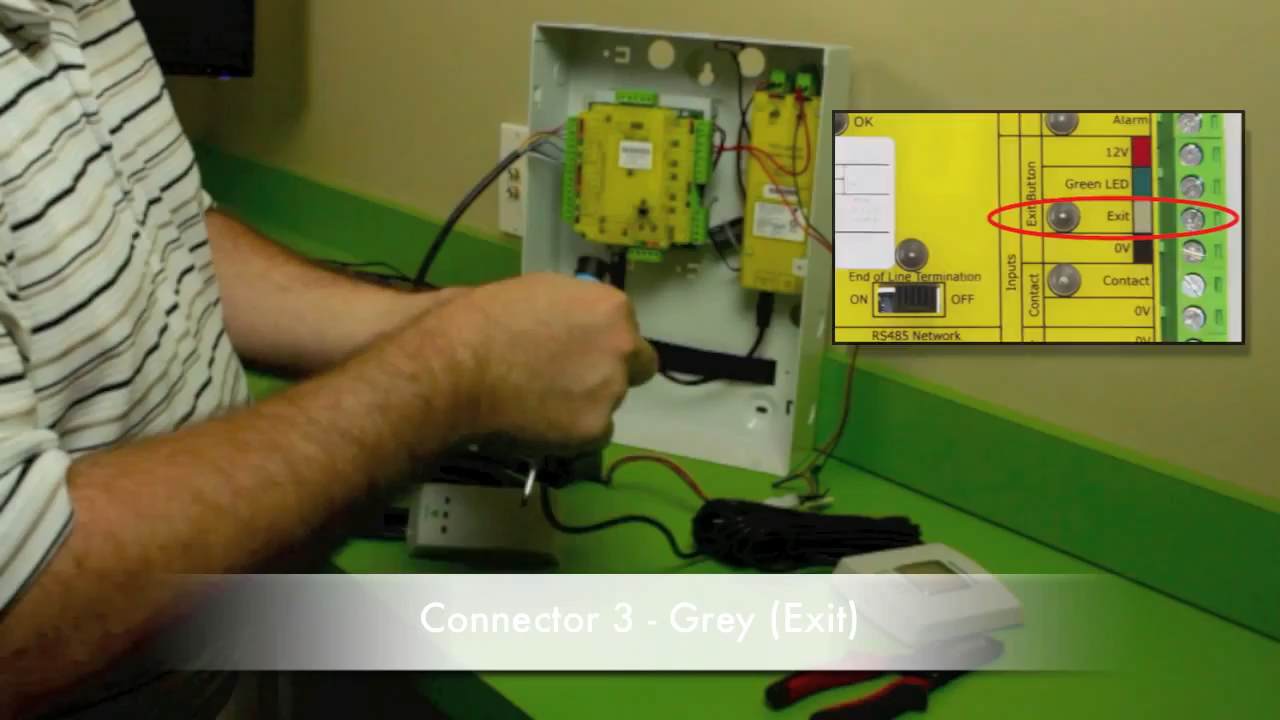 OK
Alarm
12V
Green LED
Exit
0V
Contact
0V
0V
Exit Button
Contact
Inputs
End of Line Termination
ON
OFF
RS485 Network
Connector 3 - Grey (Exit)